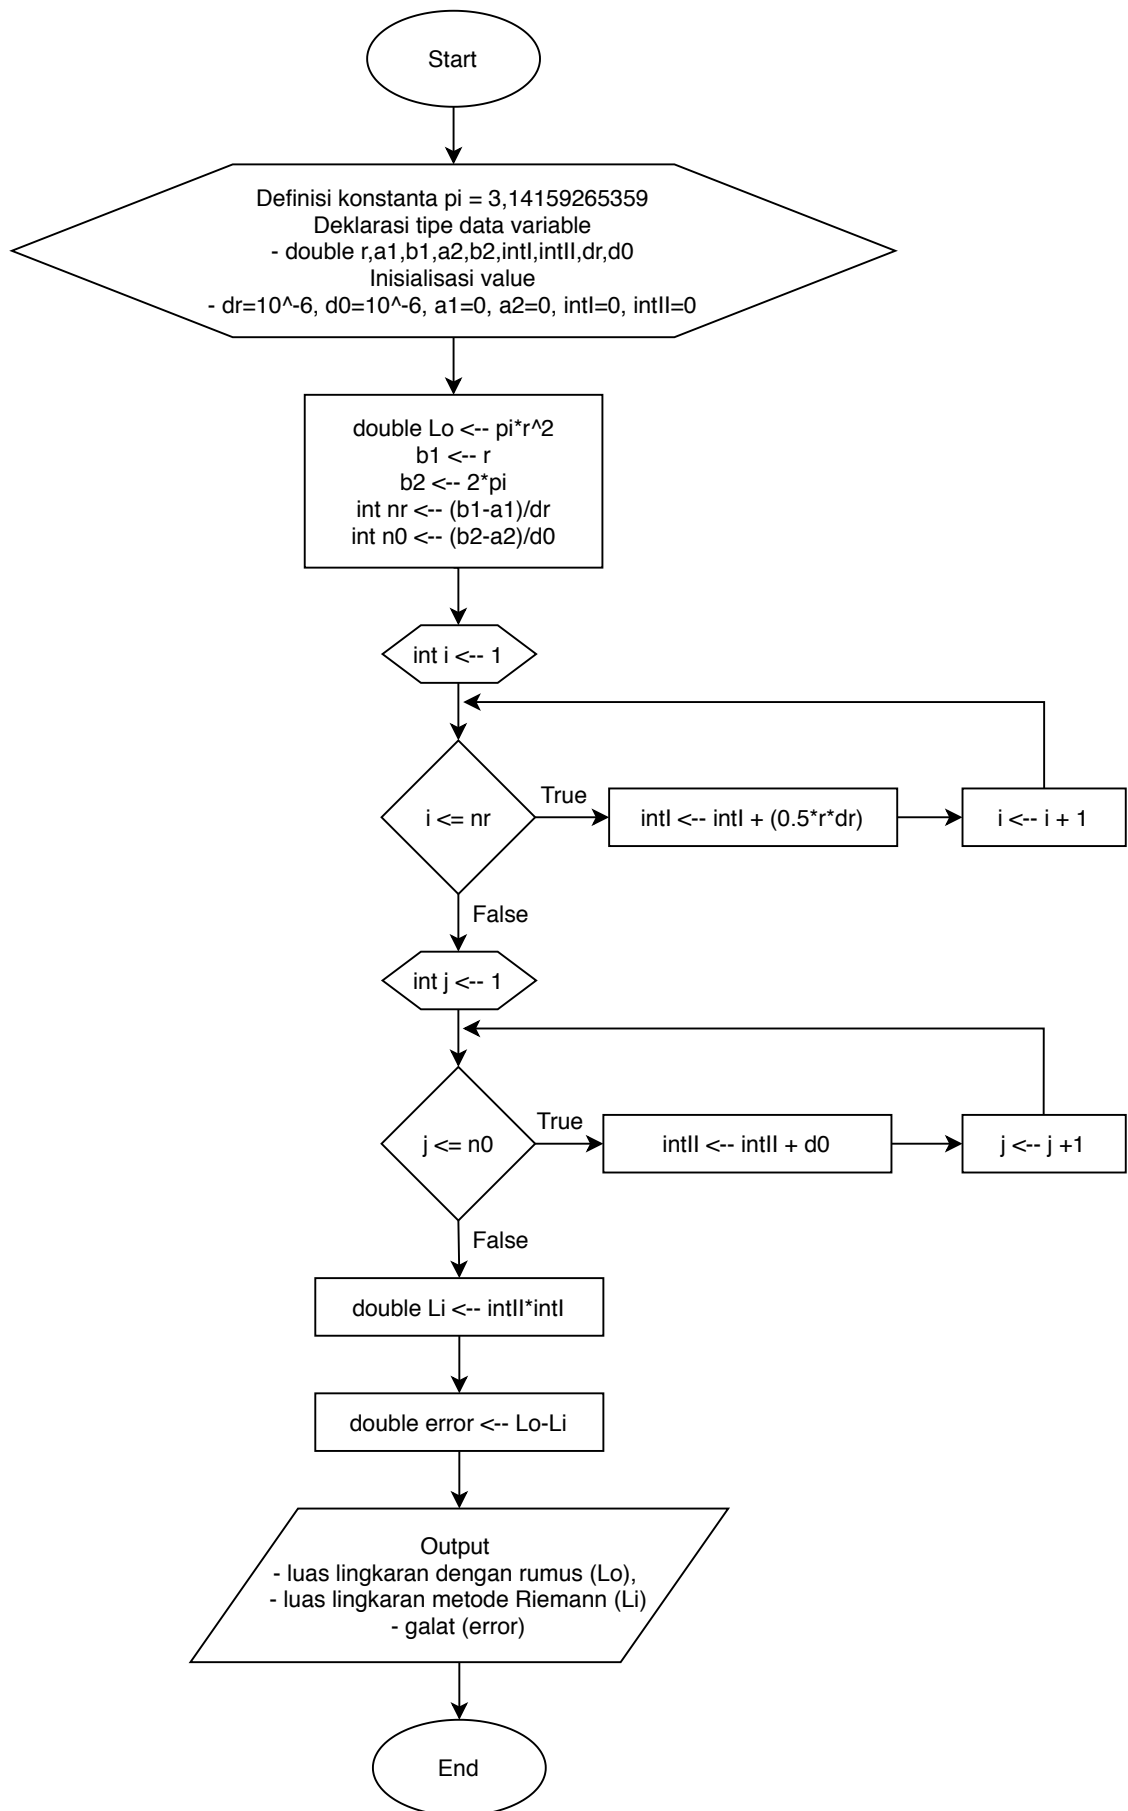 Start
Definisi konstanta pi = 3,14159265359
Deklarasi tipe data variable
- double r,a1,b1,a2,b2,intI,intII,dr,d0
Inisialisasi value
- dr=10^-6, d0=10^-6, a1=0, a2=0, intI=0, intII=0
double Lo <-- pi*r^2
b1 <-- r
b2 <-- 2*pi
int nr <-- (b1-a1)/dr
int n0 <-- (b2-a2)/d0
int i <-- 1
i <= nr
True
intI <-- intI + (0.5*r*dr)
i <-- i + 1
False
int j <-- 1
j <= n0
True
intII <-- intII + d0
j <-- j +1
False
double Li <-- intII*intI
double error <-- Lo-Li
Output
- luas lingkaran dengan rumus (Lo),
- luas lingkaran metode Riemann (Li)
- galat (error)
End